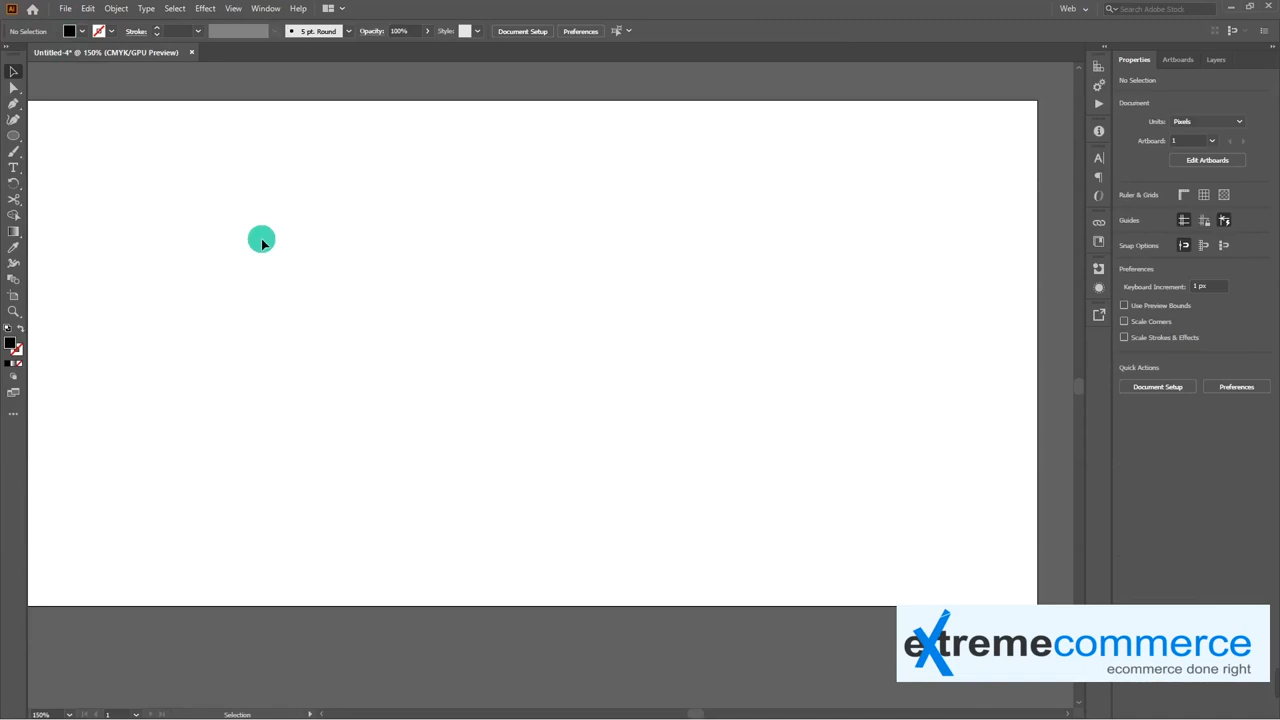 Ai File Edit Object Type Select Effect View Window Help Web Search Adobe Stock
No Selection Stroke: 5 pt. Round Opacity: 100% Style: Document Setup Preferences
Untitled-4* @ 150% (CMYK/GPU Preview) ×
Properties Artboards Layers
No Selection
Document
Units: Pixels
Artboard: 1
Edit Artboards
Ruler & Grids
Guides
Snap Options
Preferences
Keyboard Increment: 1 px
Use Preview Bounds
Scale Corners
Scale Strokes & Effects
Quick Actions
Document Setup Preferences
extremecommerce
ecommerce done right
150% 1 Selection